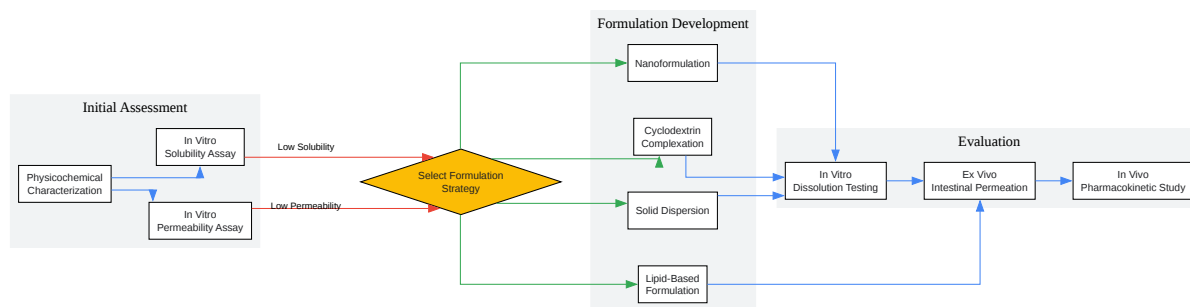 Initial Assessment
Physicochemical
Characterization
In Vitro
Solubility Assay
In Vitro
Permeability Assay
Low Solubility
Low Permeability
Select Formulation
Strategy
Formulation Development
Nanoformulation
Cyclodextrin
Complexation
Solid Dispersion
Lipid-Based
Formulation
Evaluation
In Vitro
Dissolution Testing
Ex Vivo
Intestinal Permeation
In Vivo
Pharmacokinetic Study